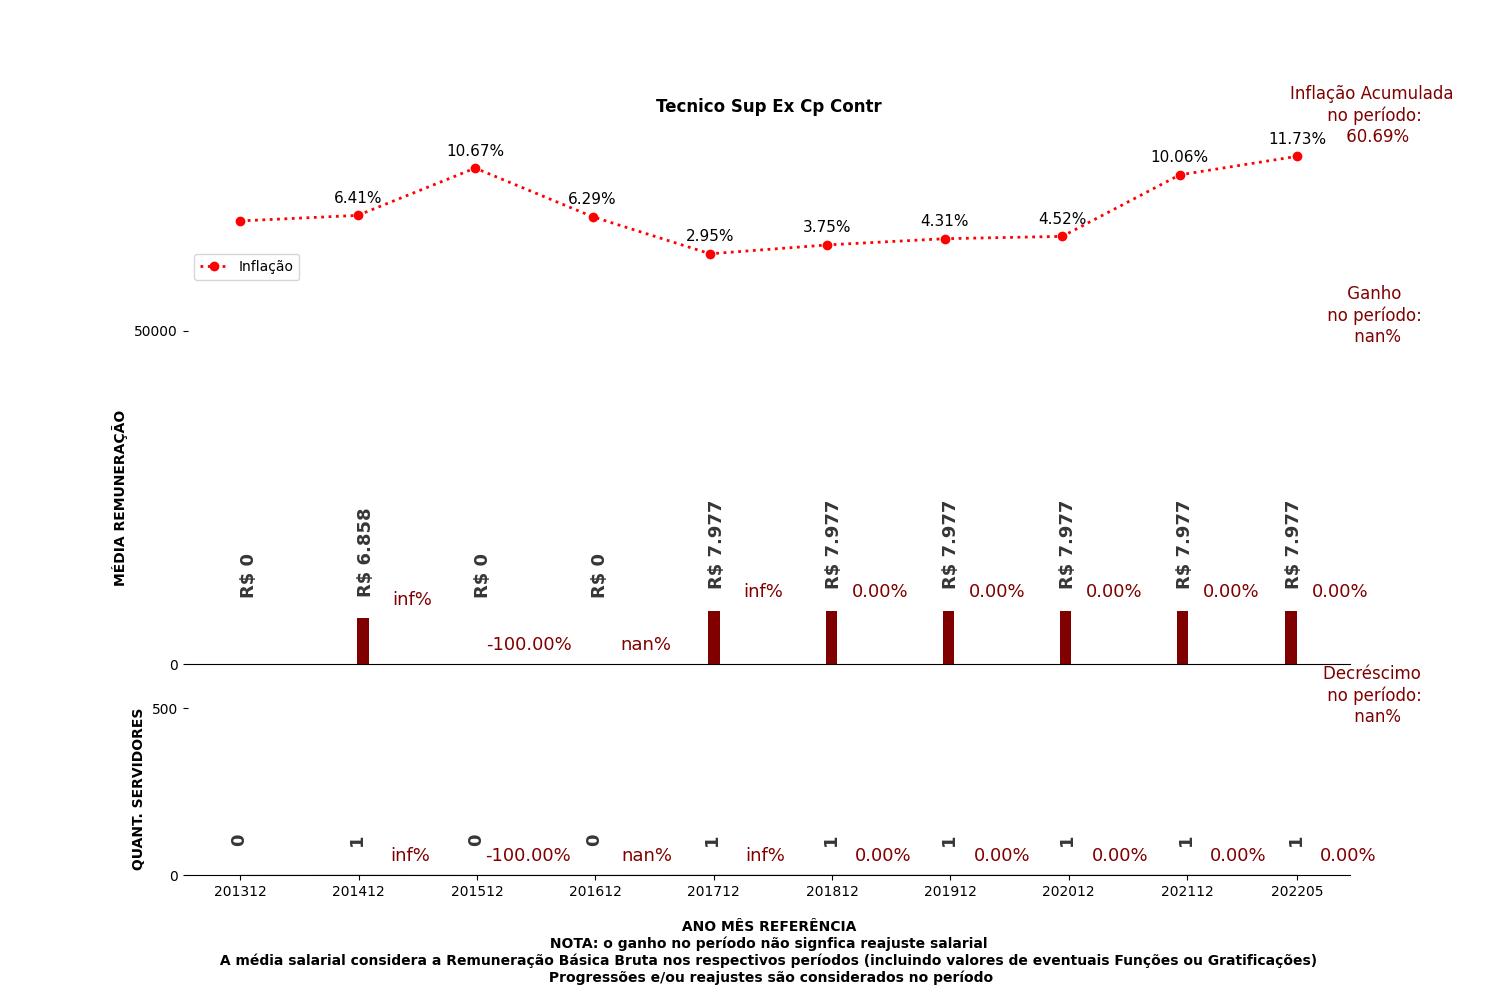 Tecnico Sup Ex Cp Contr
Inflação Acumulada
no período:
60.69%
6.41%
10.67%
6.29%
2.95%
3.75%
4.31%
4.52%
10.06%
11.73%
Inflação
Ganho
no período:
nan%
50000
0
MÉDIA REMUNERAÇÃO
R$ 0
R$ 6.858
R$ 0
R$ 0
R$ 7.977
R$ 7.977
R$ 7.977
R$ 7.977
R$ 7.977
R$ 7.977
inf%
-100.00%
nan%
inf%
0.00%
0.00%
0.00%
0.00%
0.00%
Decréscimo
no período:
nan%
500
0
QUANT. SERVIDORES
0
1
0
0
1
1
1
1
1
1
inf%
-100.00%
nan%
inf%
0.00%
0.00%
0.00%
0.00%
0.00%
201312
201412
201512
201612
201712
201812
201912
202012
202112
202205
ANO MÊS REFERÊNCIA
NOTA: o ganho no período não signfica reajuste salarial
A média salarial considera a Remuneração Básica Bruta nos respectivos períodos (incluindo valores de eventuais Funções ou Gratificações)
Progressões e/ou reajustes são considerados no período